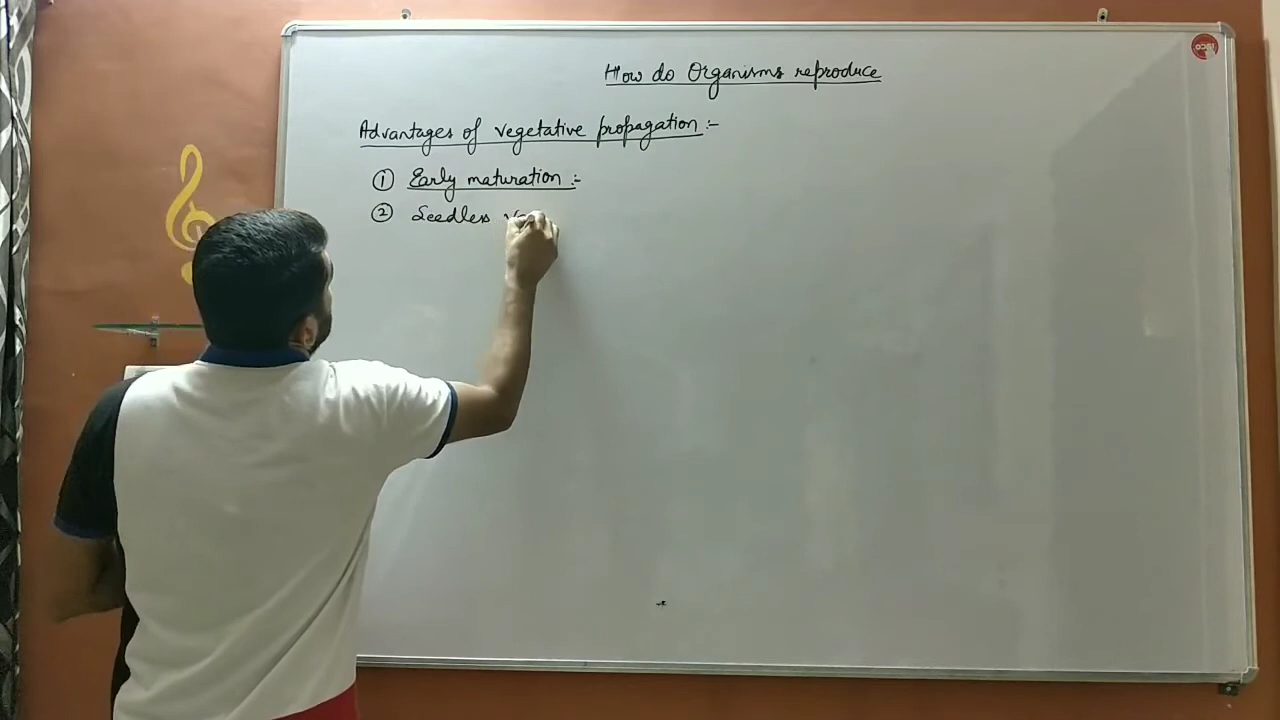 How do Organisms reproduce
Advantages of vegetative propagation :-
① Early maturation :-
② Seedless